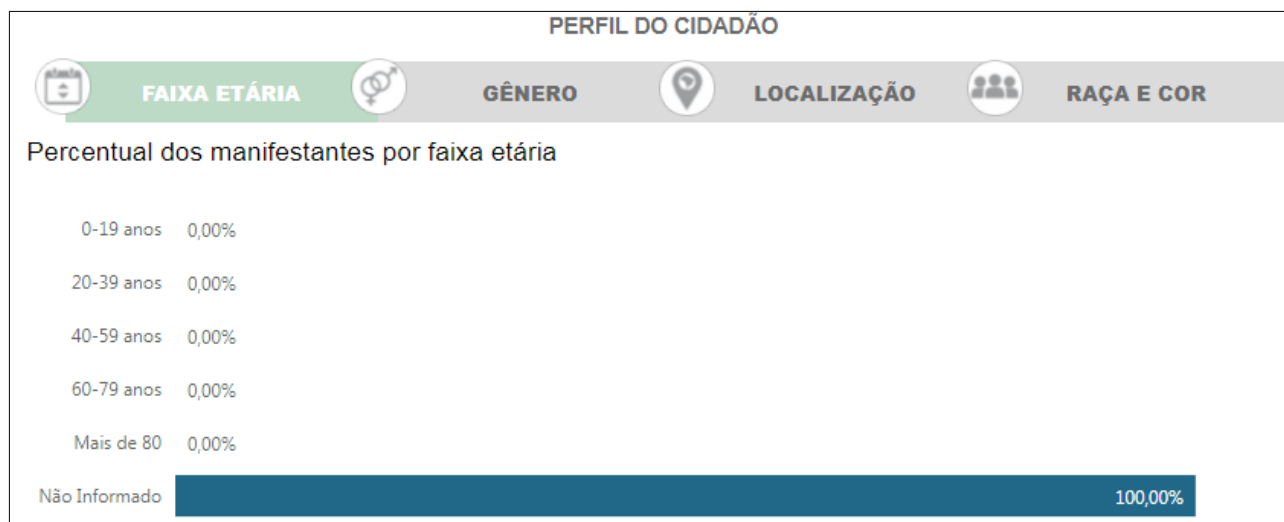 PERFIL DO CIDADÃO
FAIXA ETÁRIA GÊNERO LOCALIZAÇÃO RAÇA E COR
Percentual dos manifestantes por faixa etária
0-19 anos 0,00%
20-39 anos 0,00%
40-59 anos 0,00%
60-79 anos 0,00%
Mais de 80 0,00%
Não Informado 100,00%